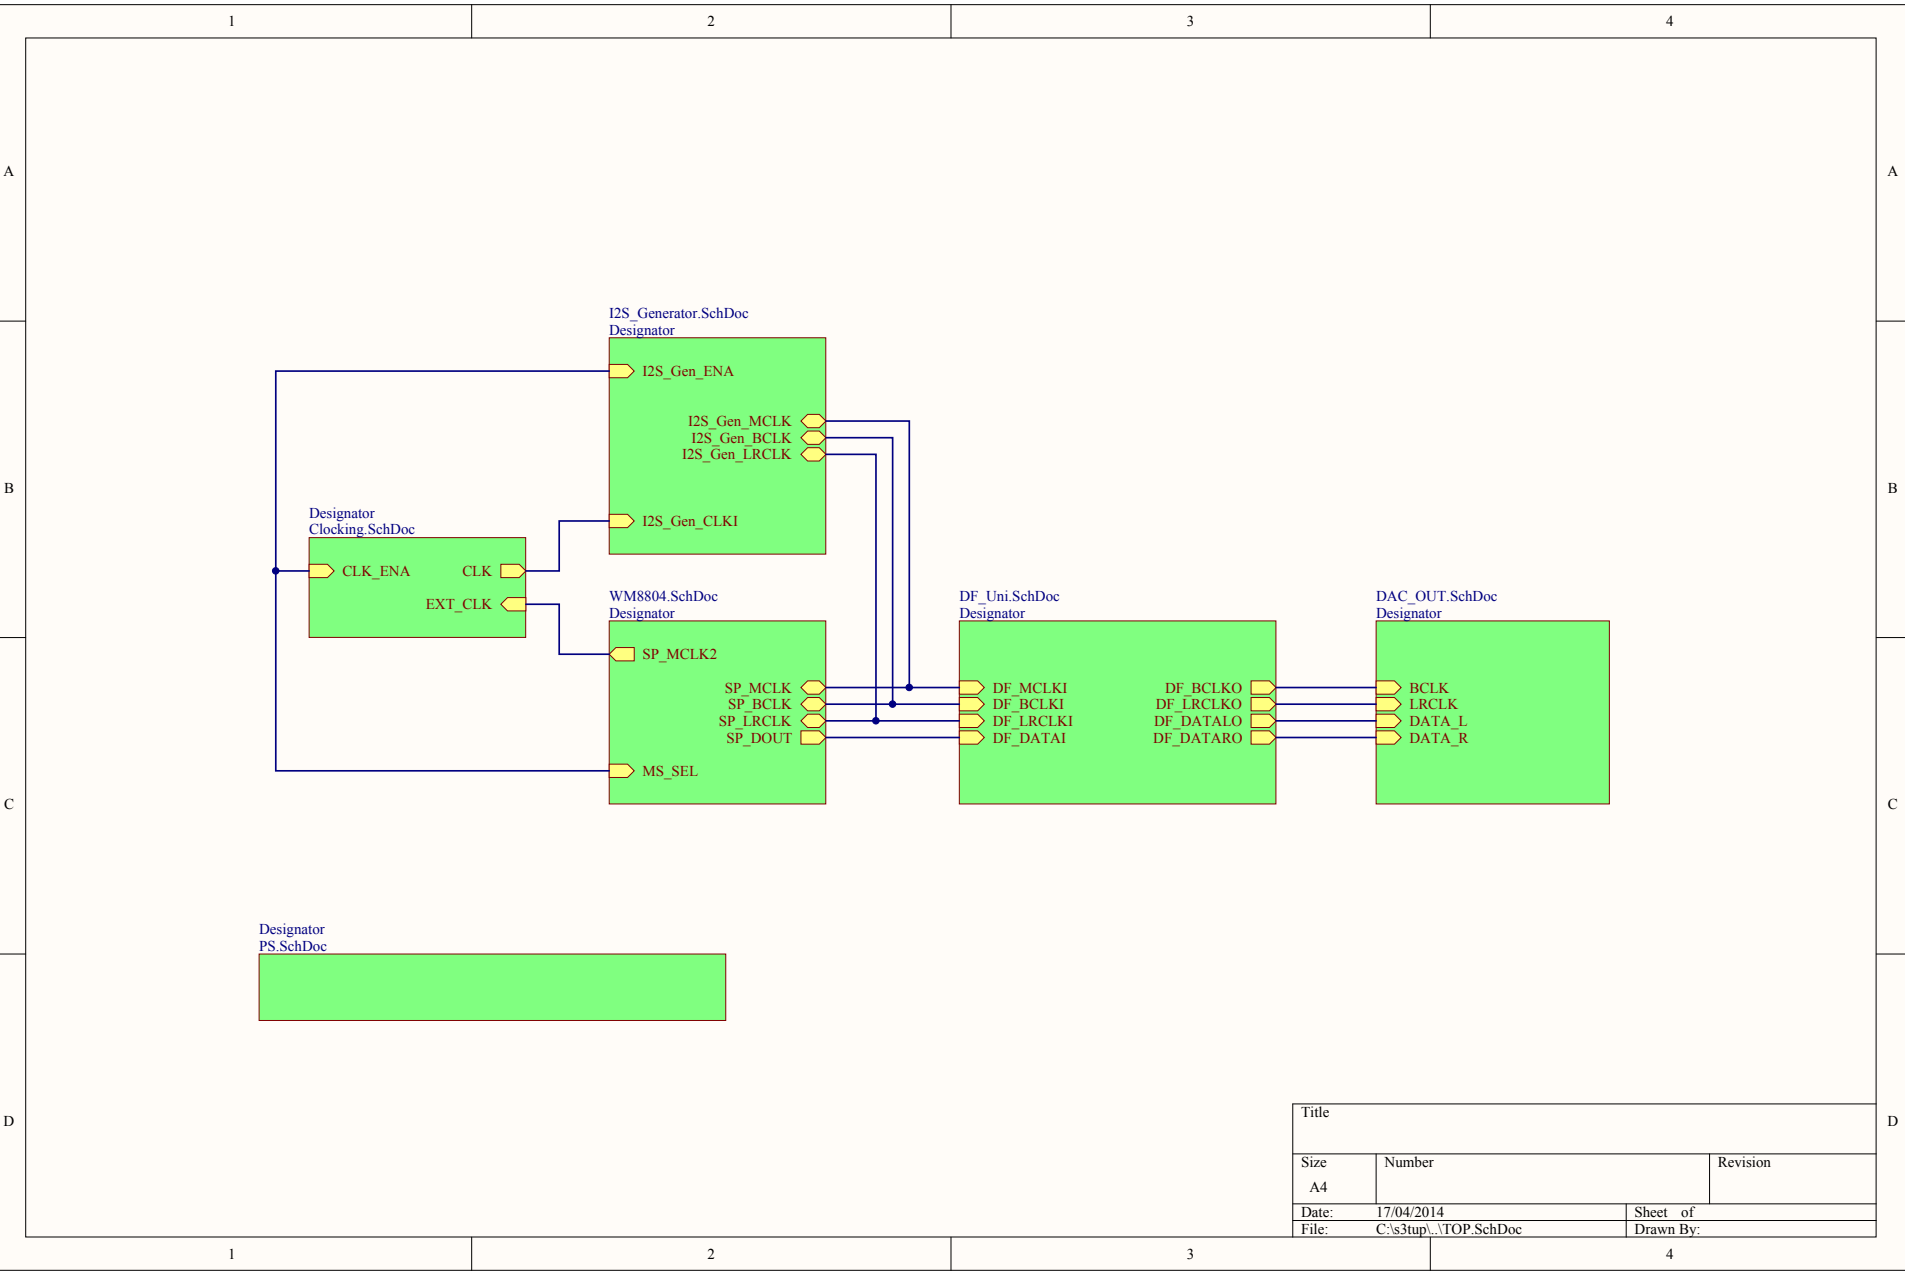 1 2 3 4
A A
I2S_Generator.SchDoc
Designator
I2S_Gen_ENA
I2S_Gen_MCLK
I2S_Gen_BCLK
I2S_Gen_LRCLK
B B
I2S_Gen_CLKI
Designator
Clocking.SchDoc
CLK_ENA CLK
EXT_CLK
WM8804.SchDoc
Designator
SP_MCLK2
SP_MCLK
SP_BCLK
SP_LRCLK
SP_DOUT
MS_SEL
DF_Uni.SchDoc
Designator
DF_MCLKI DF_BCLKO
DF_BCLKI DF_LRCLKO
DF_LRCLKI DF_DATALO
DF_DATAI DF_DATARO
DAC_OUT.SchDoc
Designator
BCLK
LRCLK
DATA_L
DATA_R
C C
Designator
PS.SchDoc
D D
Title
Size Number Revision
A4
Date: 17/04/2014 Sheet of
File: C:\s3tup\..\TOP.SchDoc Drawn By:
1 2 3 4